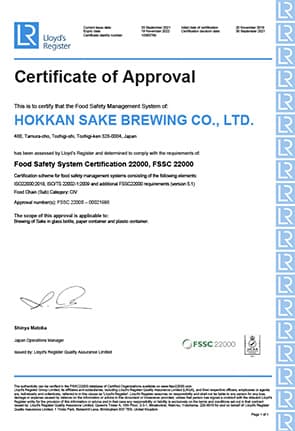 LR
Lloyd's
Register
Current issue date: 23 September 2021
Expiry date: 19 November 2022
Certificate identity number: 10393786
Initial date of certification: 20 November 2019
Certification decision date: 06 September 2021
Certificate of Approval
This is to certify that the Food Safety Management System of:
HOKKAN SAKE BREWING CO., LTD.
480, Tamura-cho, Tochigi-shi, Tochigi-ken 328-0004, Japan
has been assessed by Lloyd's Register and determined to comply with the requirements of:
Food Safety System Certification 22000, FSSC 22000
Certification scheme for food safety management systems consisting of the following elements:
ISO22000:2018, ISO/TS 22002-1:2009 and additional FSSC22000 requirements (version 5.1)
Food Chain (Sub) Category: CIV
Approval number(s): FSSC 22000 – 00021986
The scope of this approval is applicable to:
Brewing of Sake in glass bottle, paper container and plastic container.
Shinya Mataika
Japan Operations Manager
Issued by: Lloyd's Register Quality Assurance Limited
FSSC 22000
Page 1 of 1